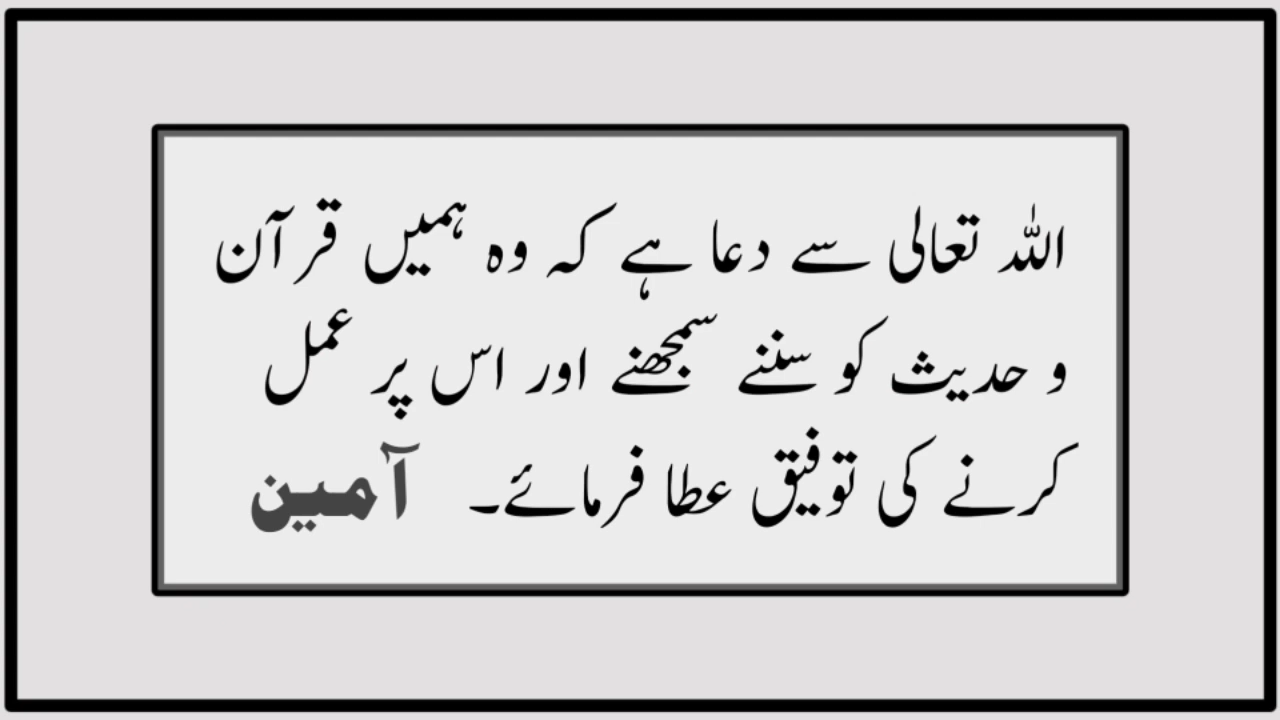 اللہ تعالی سے دعا ہے کہ وہ ہمیں قرآن
و حدیث کو سننے سمجھنے اور اس پر عمل
کرنے کی توفیق عطا فرمائے۔ آمین